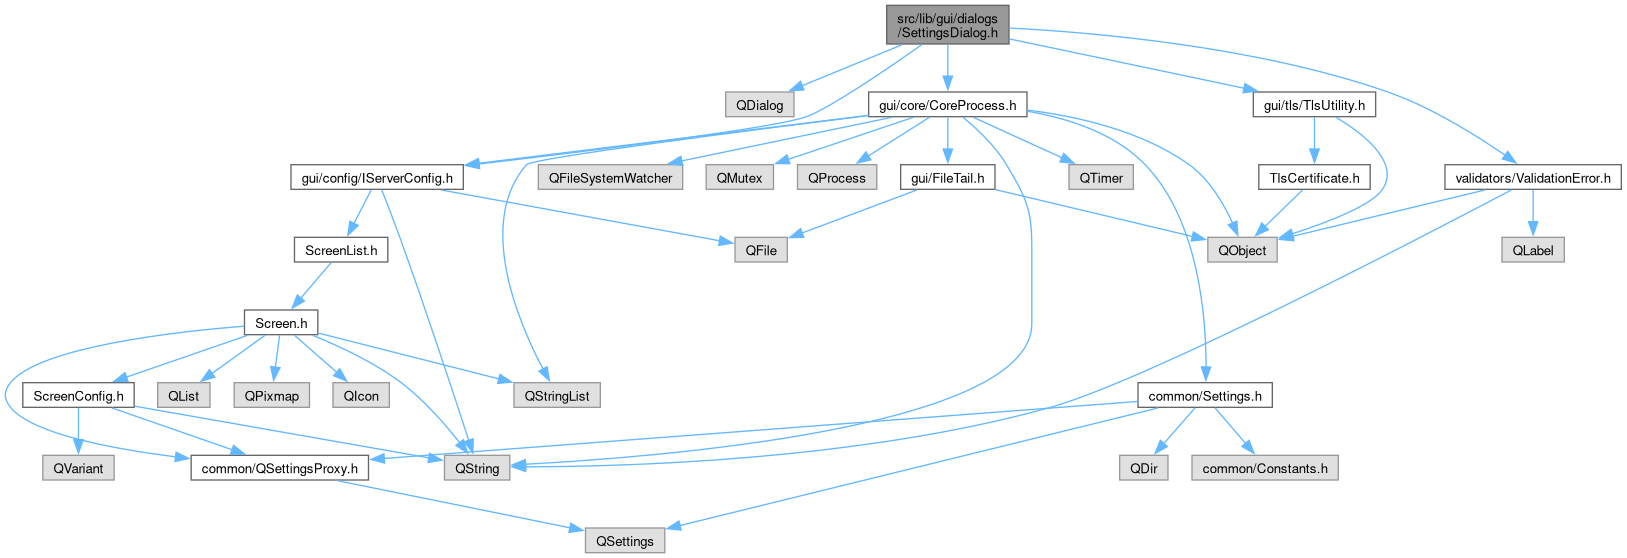 src/lib/gui/dialogs
/SettingsDialog.h
QDialog
gui/core/CoreProcess.h
gui/tls/TlsUtility.h
gui/config/IServerConfig.h
QFileSystemWatcher
QMutex
QProcess
gui/FileTail.h
QTimer
TlsCertificate.h
validators/ValidationError.h
ScreenList.h
QFile
QObject
QLabel
Screen.h
ScreenConfig.h
QList
QPixmap
QIcon
QStringList
common/Settings.h
QVariant
common/QSettingsProxy.h
QString
QDir
common/Constants.h
QSettings